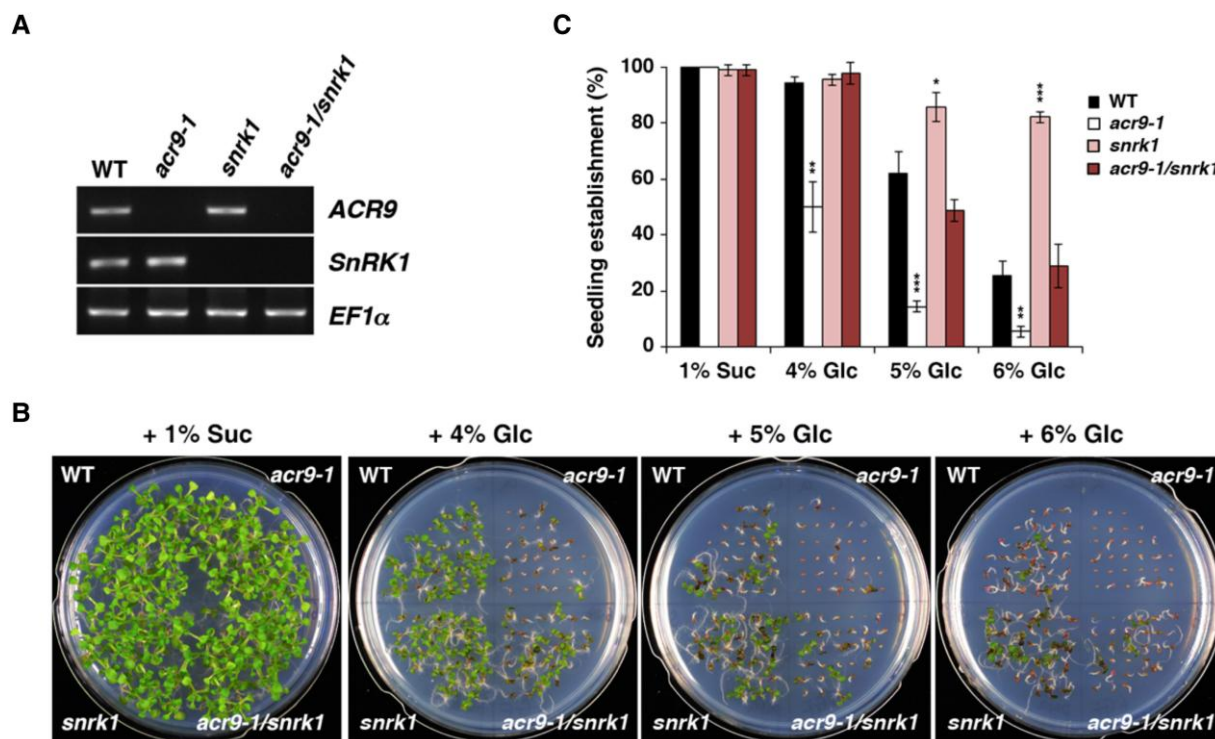 A
WT
acr9-1
snrk1
acr9-1/snrk1
ACR9
SnRK1
EF1α
C
Seedling establishment (%)
100
80
60
40
20
0
**
***
*
**
***
1% Suc
4% Glc
5% Glc
6% Glc
WT
acr9-1
snrk1
acr9-1/snrk1
B
+ 1% Suc
+ 4% Glc
+ 5% Glc
+ 6% Glc
WT
acr9-1
snrk1
acr9-1/snrk1
WT
acr9-1
snrk1
acr9-1/snrk1
WT
acr9-1
snrk1
acr9-1/snrk1
WT
acr9-1
snrk1
acr9-1/snrk1